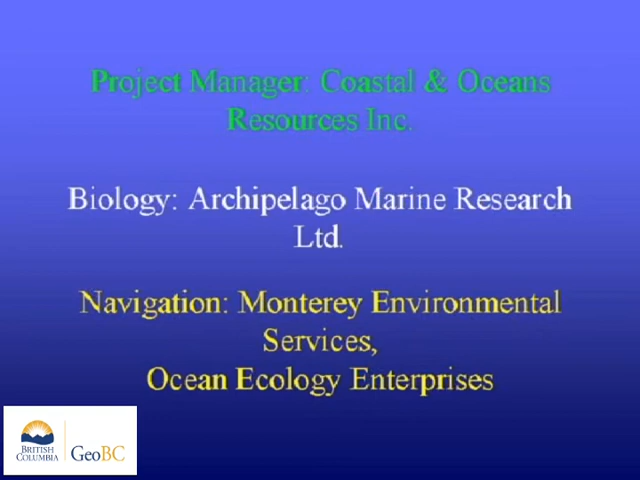 Project Manager: Coastal & Oceans
Resources Inc.
Biology: Archipelago Marine Research
Ltd.
Navigation: Monterey Environmental
Services,
Ocean Ecology Enterprises
BRITISH
COLUMBIA
GeoBC